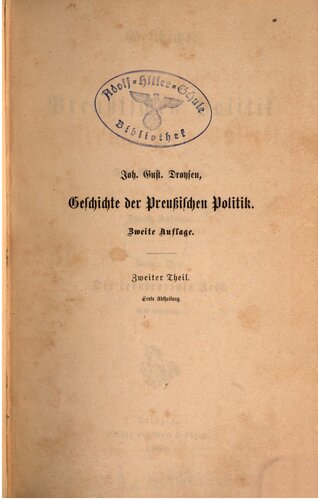 Adolf=Hitler=Schule
Bibliothek
Joh. Gust. Droysen,
Geschichte der Preußischen Politik.
Zweite Auflage.
Zweiter Theil.
Erste Abtheilung.